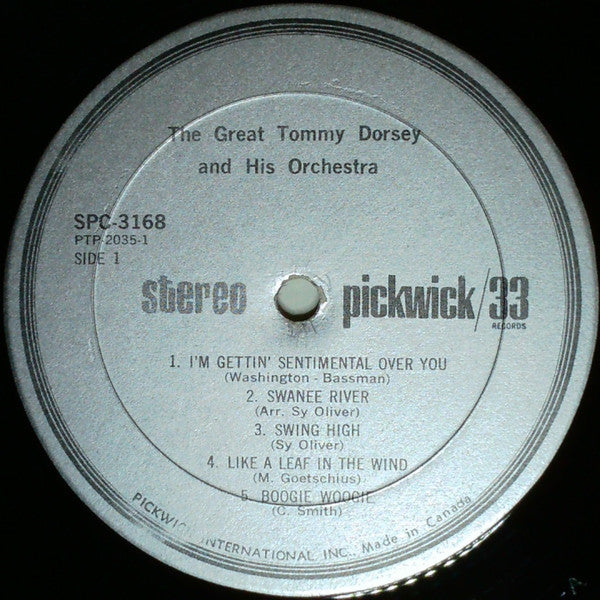 The Great Tommy Dorsey
and His Orchestra
SPC-3168
PTP-2035-1
SIDE 1
stereo pickwick/33
RECORDS
1. I'M GETTIN' SENTIMENTAL OVER YOU
(Washington - Bassman)
2. SWANEE RIVER
(Arr. Sy Oliver)
3. SWING HIGH
(Sy Oliver)
4. LIKE A LEAF IN THE WIND
(M. Goetschius)
5. BOOGIE WOOGIE
(C. Smith)
PICKWICK INTERNATIONAL INC., Made in Canada